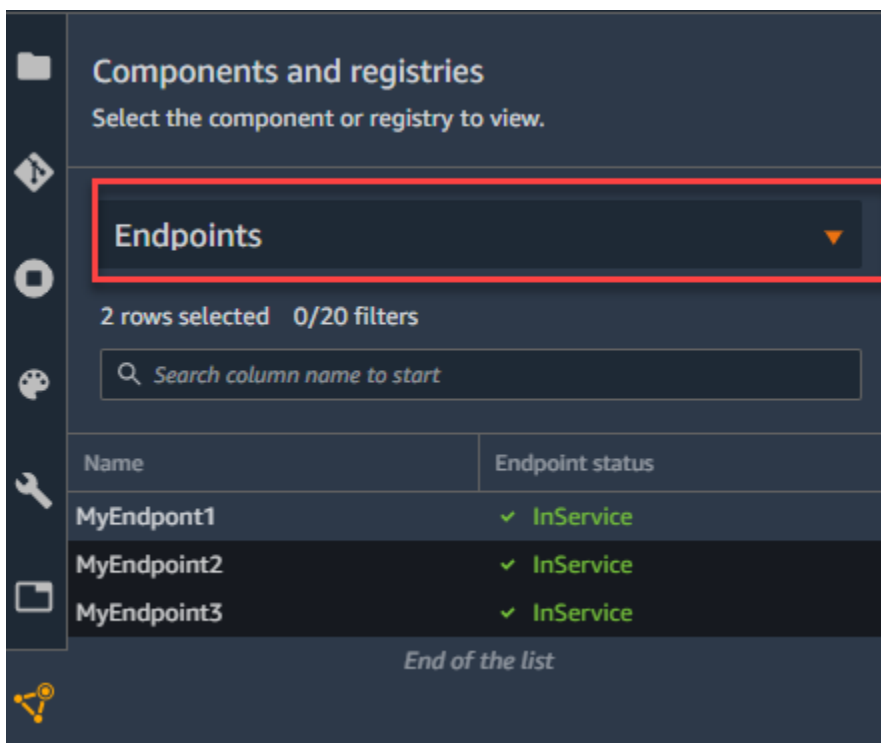 Components and registries
Select the component or registry to view.
Endpoints
2 rows selected 0/20 filters
Search column name to start
Name Endpoint status
MyEndpont1 InService
MyEndpoint2 InService
MyEndpoint3 InService
End of the list